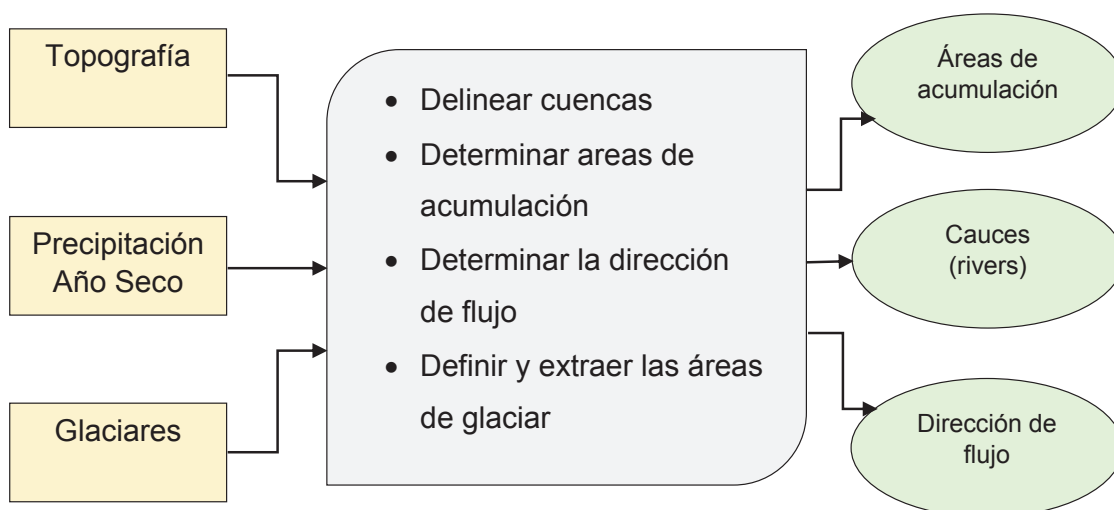 Topografía
Precipitación
Año Seco
Glaciares
• Delinear cuencas
• Determinar areas de
acumulación
• Determinar la dirección
de flujo
• Definir y extraer las áreas
de glaciar
Áreas de
acumulación
Cauces
(rivers)
Dirección de
flujo